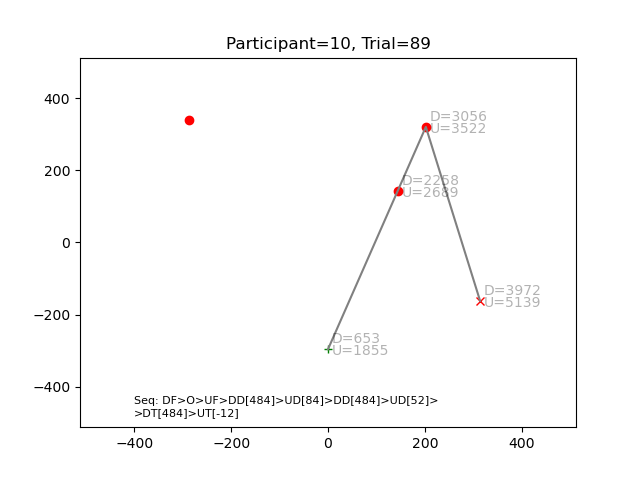 Participant=10, Trial=89
400
200
0
−200
−400
D=3056
U=3522
D=2258
U=2689
D=3972
U=5139
D=653
U=1855
Seq: DF>O>UF>DD[484]>UD[84]>DD[484]>UD[52]>
>DT[484]>UT[-12]
−400 −200 0 200 400